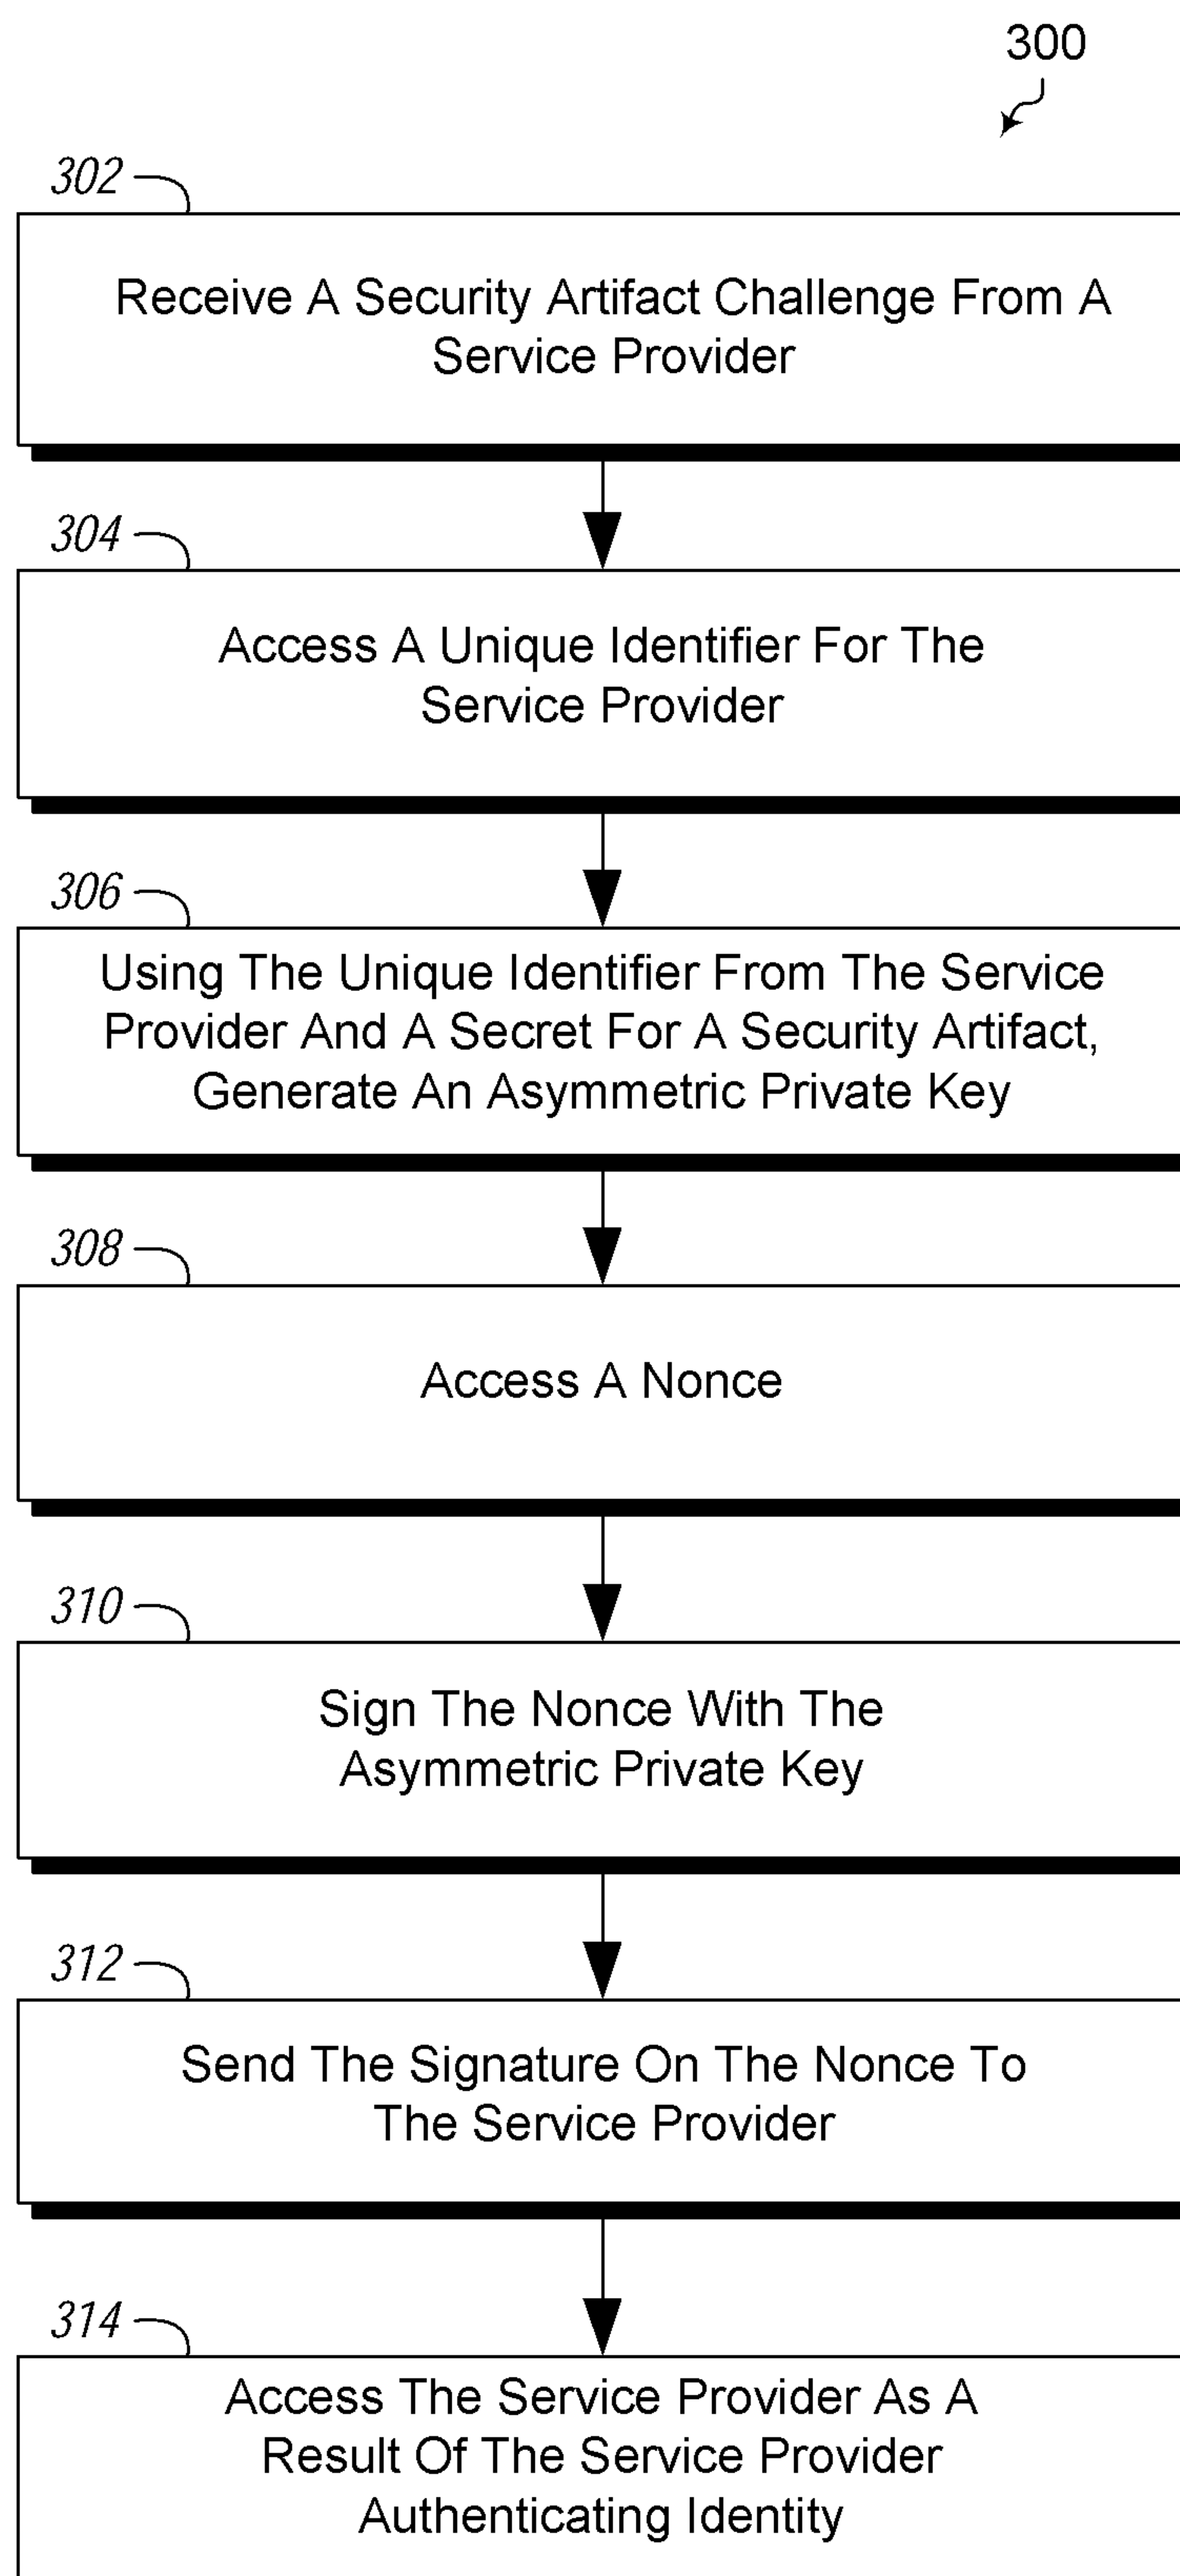 300
302
Receive A Security Artifact Challenge From A
Service Provider
304
Access A Unique Identifier For The
Service Provider
306
Using The Unique Identifier From The Service
Provider And A Secret For A Security Artifact,
Generate An Asymmetric Private Key
308
Access A Nonce
310
Sign The Nonce With The
Asymmetric Private Key
312
Send The Signature On The Nonce To
The Service Provider
314
Access The Service Provider As A
Result Of The Service Provider
Authenticating Identity